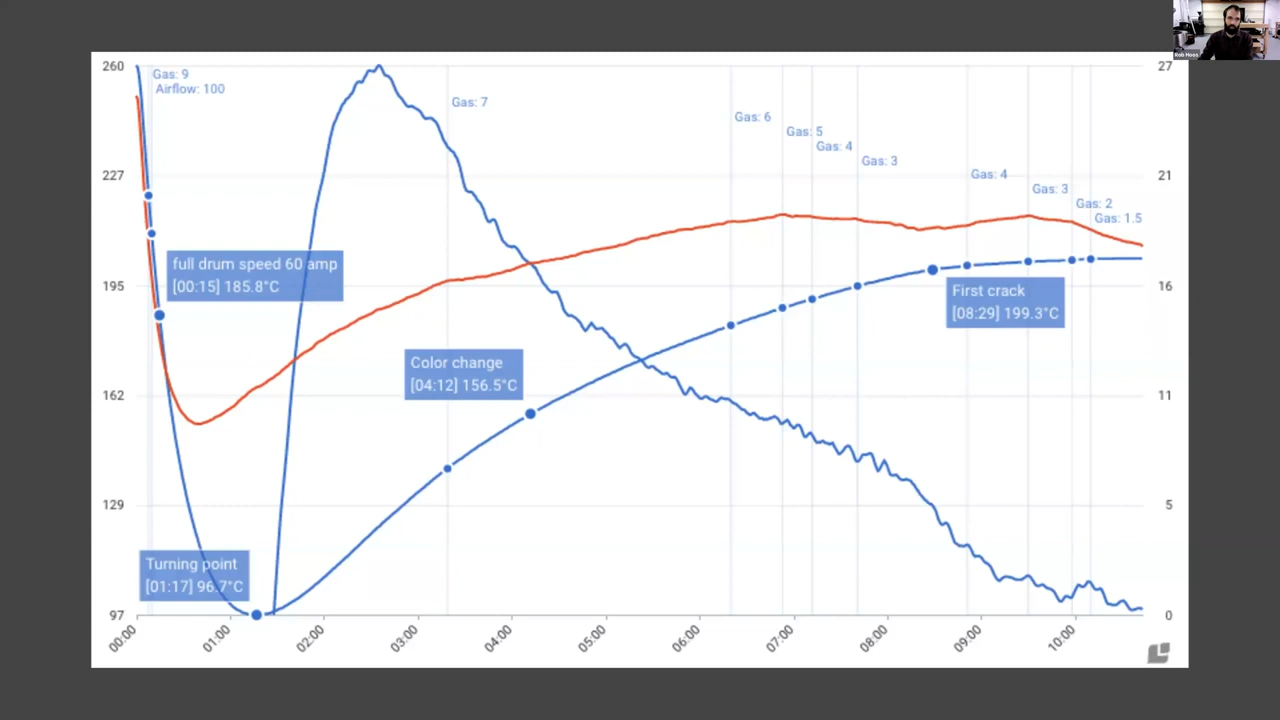 Rob Hoos
260
227
195
162
129
97
27
21
16
11
5
0
Gas: 9
Airflow: 100
Gas: 7
Gas: 6
Gas: 5
Gas: 4
Gas: 3
Gas: 4
Gas: 3
Gas: 2
Gas: 1.5
full drum speed 60 amp
[00:15] 185.8°C
First crack
[08:29] 199.3°C
Color change
[04:12] 156.5°C
Turning point
[01:17] 96.7°C
00:00
01:00
02:00
03:00
04:00
05:00
06:00
07:00
08:00
09:00
10:00